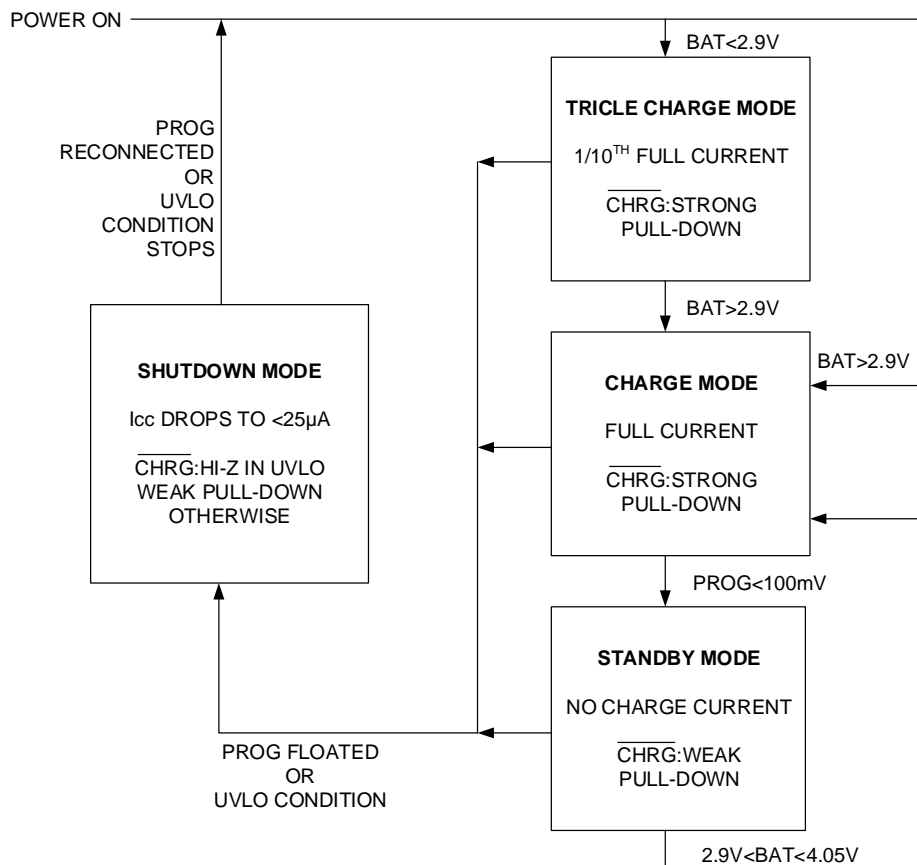 POWER ON
BAT<2.9V
TRICLE CHARGE MODE
1/10TH FULL CURRENT
CHRG:STRONG
PULL-DOWN
PROG
RECONNECTED
OR
UVLO
CONDITION
STOPS
BAT>2.9V
SHUTDOWN MODE
Icc DROPS TO <25µA
CHRG:HI-Z IN UVLO
WEAK PULL-DOWN
OTHERWISE
BAT>2.9V
CHARGE MODE
FULL CURRENT
CHRG:STRONG
PULL-DOWN
PROG<100mV
STANDBY MODE
NO CHARGE CURRENT
CHRG:WEAK
PULL-DOWN
PROG FLOATED
OR
UVLO CONDITION
2.9V<BAT<4.05V